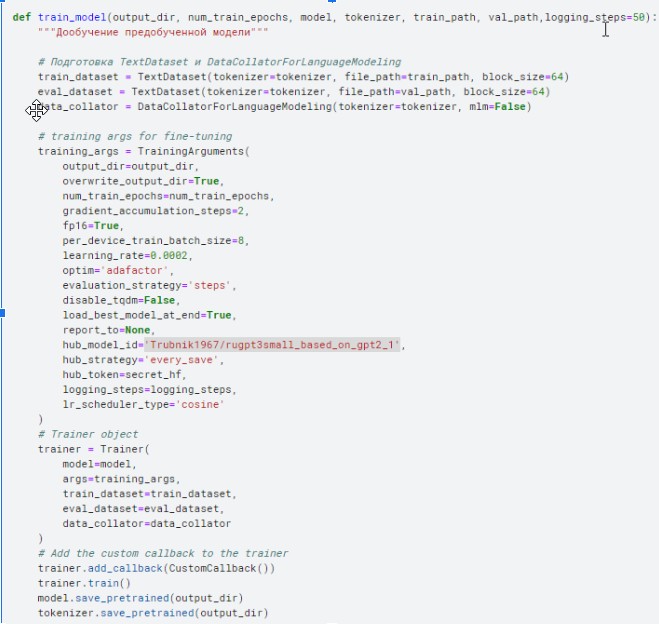 def train_model(output_dir, num_train_epochs, model, tokenizer, train_path, val_path,logging_steps=50):
    """Дообучение предобученной модели"""

    # Подготовка TextDataset и DataCollatorForLanguageModeling
    train_dataset = TextDataset(tokenizer=tokenizer, file_path=train_path, block_size=64)
    eval_dataset = TextDataset(tokenizer=tokenizer, file_path=val_path, block_size=64)
    data_collator = DataCollatorForLanguageModeling(tokenizer=tokenizer, mlm=False)

    # training args for fine-tuning
    training_args = TrainingArguments(
        output_dir=output_dir,
        overwrite_output_dir=True,
        num_train_epochs=num_train_epochs,
        gradient_accumulation_steps=2,
        fp16=True,
        per_device_train_batch_size=8,
        learning_rate=0.0002,
        optim='adafactor',
        evaluation_strategy='steps',
        disable_tqdm=False,
        load_best_model_at_end=True,
        report_to=None,
        hub_model_id='Trubnik1967/rugpt3small_based_on_gpt2_1',
        hub_strategy='every_save',
        hub_token=secret_hf,
        logging_steps=logging_steps,
        lr_scheduler_type='cosine'
    )
    # Trainer object
    trainer = Trainer(
        model=model,
        args=training_args,
        train_dataset=train_dataset,
        eval_dataset=eval_dataset,
        data_collator=data_collator
    )
    # Add the custom callback to the trainer
    trainer.add_callback(CustomCallback())
    trainer.train()
    model.save_pretrained(output_dir)
    tokenizer.save_pretrained(output_dir)